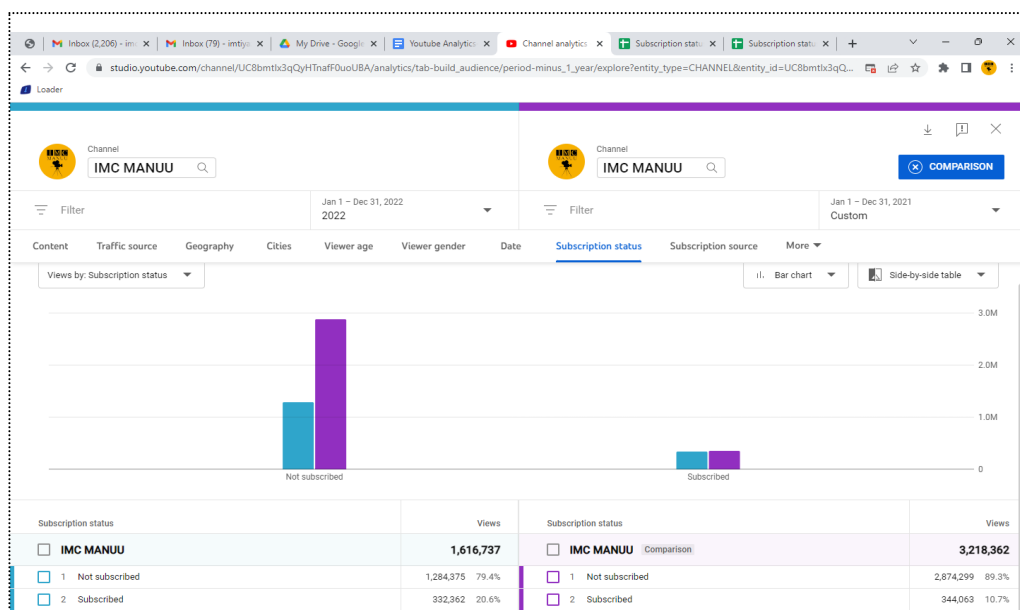 Inbox (2,206) - imc
Inbox (79) - imtiya
My Drive - Google
Youtube Analytics
Channel analytics
Subscription statu
Subscription statu
studio.youtube.com/channel/UC8bmtlx3qQyHTnafF0uoUBA/analytics/tab-build_audience/period-minus_1_year/explore?entity_type=CHANNEL&entity_id=UC8bmtlx3qQ...
Loader
Channel
IMC MANUU
Channel
IMC MANUU
COMPARISON
Filter
Jan 1 – Dec 31, 2022
2022
Filter
Jan 1 – Dec 31, 2021
Custom
Content Traffic source Geography Cities Viewer age Viewer gender Date Subscription status Subscription source More
Views by: Subscription status
Bar chart
Side-by-side table
3.0M
2.0M
1.0M
0
Not subscribed
Subscribed
Subscription status Views
IMC MANUU 1,616,737
1 Not subscribed 1,284,375 79.4%
2 Subscribed 332,362 20.6%
Subscription status Views
IMC MANUU Comparison 3,218,362
1 Not subscribed 2,874,299 89.3%
2 Subscribed 344,063 10.7%